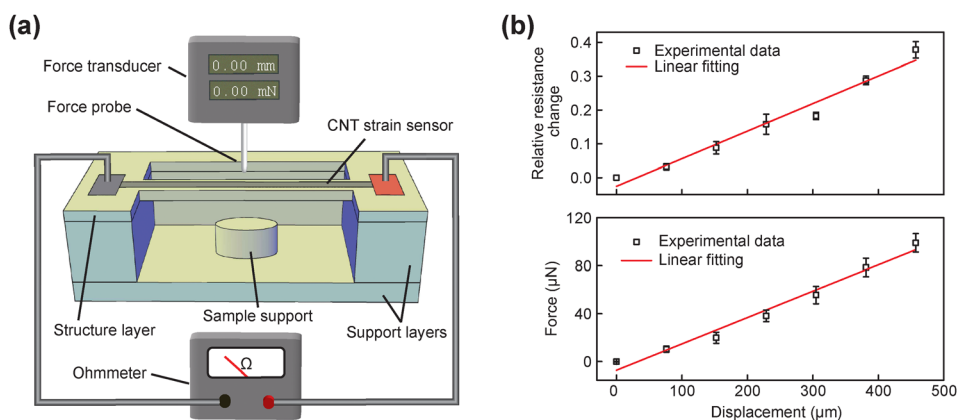 (a)
Force transducer
0.00 mm
0.00 mN
Force probe
CNT strain sensor
Structure layer
Sample support
Support layers
Ohmmeter
Ω
(b)
Relative resistance
change
0.4
0.3
0.2
0.1
0.0
Experimental data
Linear fitting
Force (µN)
120
80
40
0
Experimental data
Linear fitting
0 100 200 300 400 500
Displacement (µm)